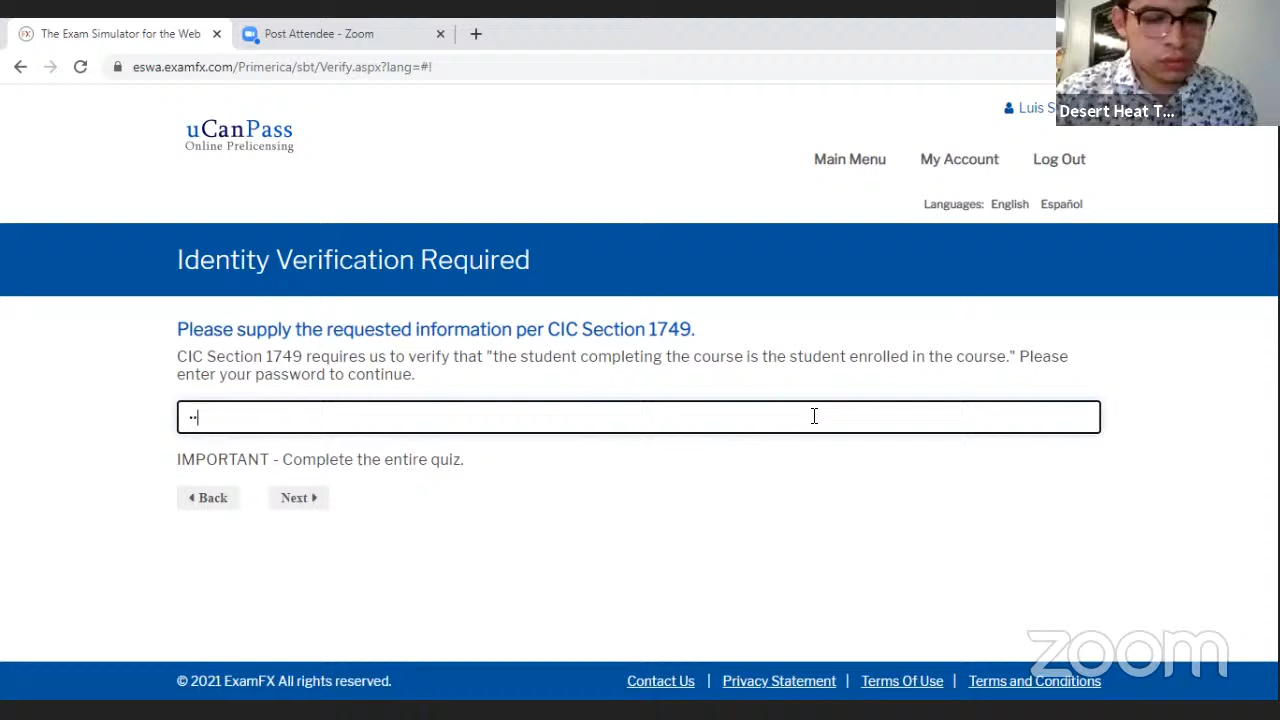 The Exam Simulator for the Web
Post Attendee - Zoom
eswa.examfx.com/Primerica/sbt/Verify.aspx?lang=#!
Desert Heat T...
Luis S
uCanPass
Online Prelicensing
Main Menu My Account Log Out
Languages: English Español
Identity Verification Required
Please supply the requested information per CIC Section 1749.
CIC Section 1749 requires us to verify that "the student completing the course is the student enrolled in the course." Please
enter your password to continue.
IMPORTANT - Complete the entire quiz.
Back Next
zoom
© 2021 ExamFX All rights reserved.
Contact Us | Privacy Statement | Terms Of Use | Terms and Conditions